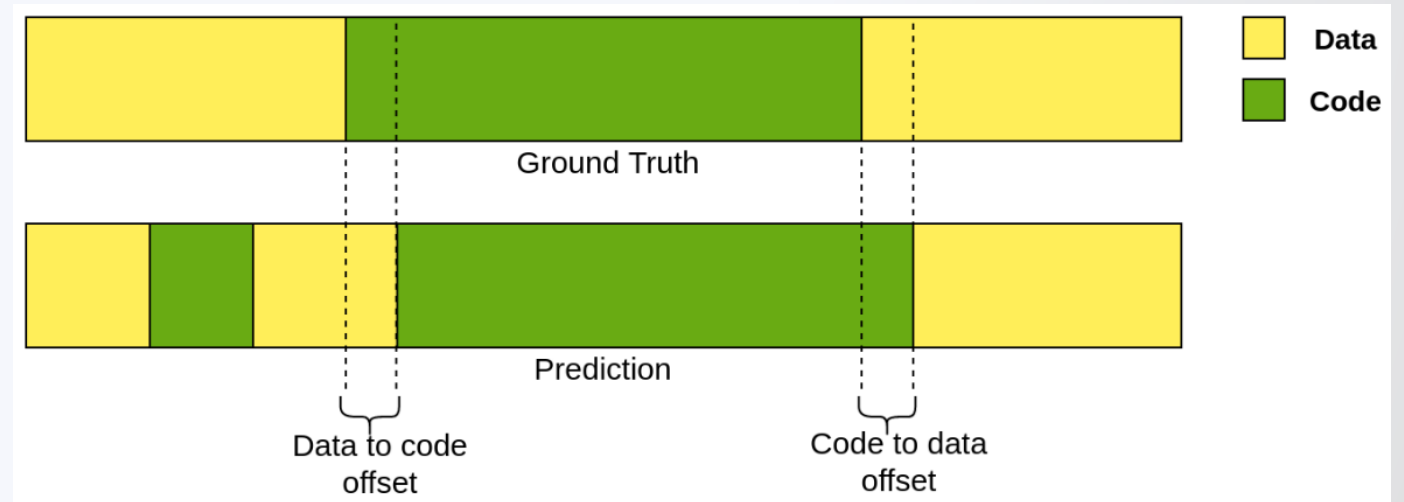 Data
Code
Ground Truth
Prediction
Data to code
offset
Code to data
offset